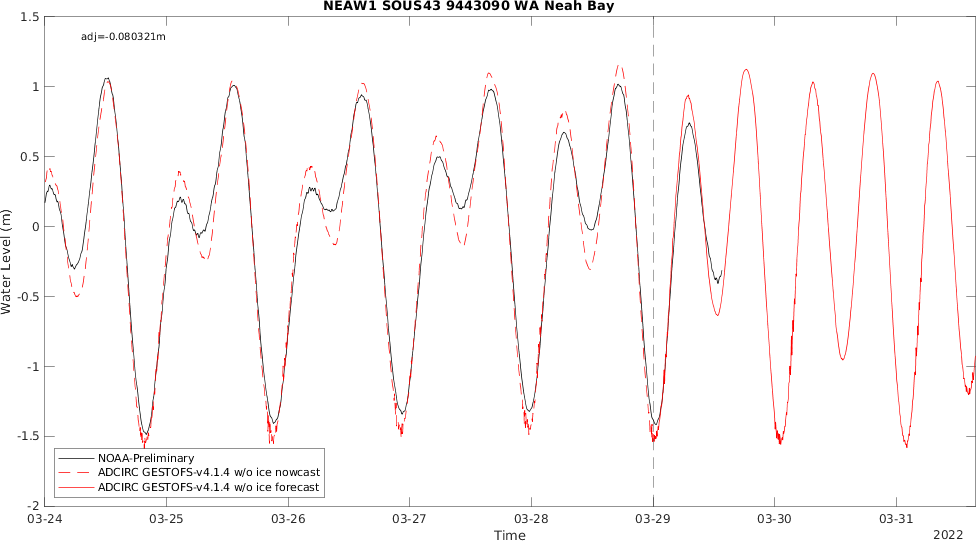 NEAW1 SOUS43 9443090 WA Neah Bay
adj=-0.080321m
1.5
1
0.5
0
-0.5
-1
-1.5
-2
Water Level (m)
NOAA-Preliminary
ADCIRC GESTOFS-v4.1.4 w/o ice nowcast
ADCIRC GESTOFS-v4.1.4 w/o ice forecast
03-24 03-25 03-26 03-27 03-28 03-29 03-30 03-31
Time
2022